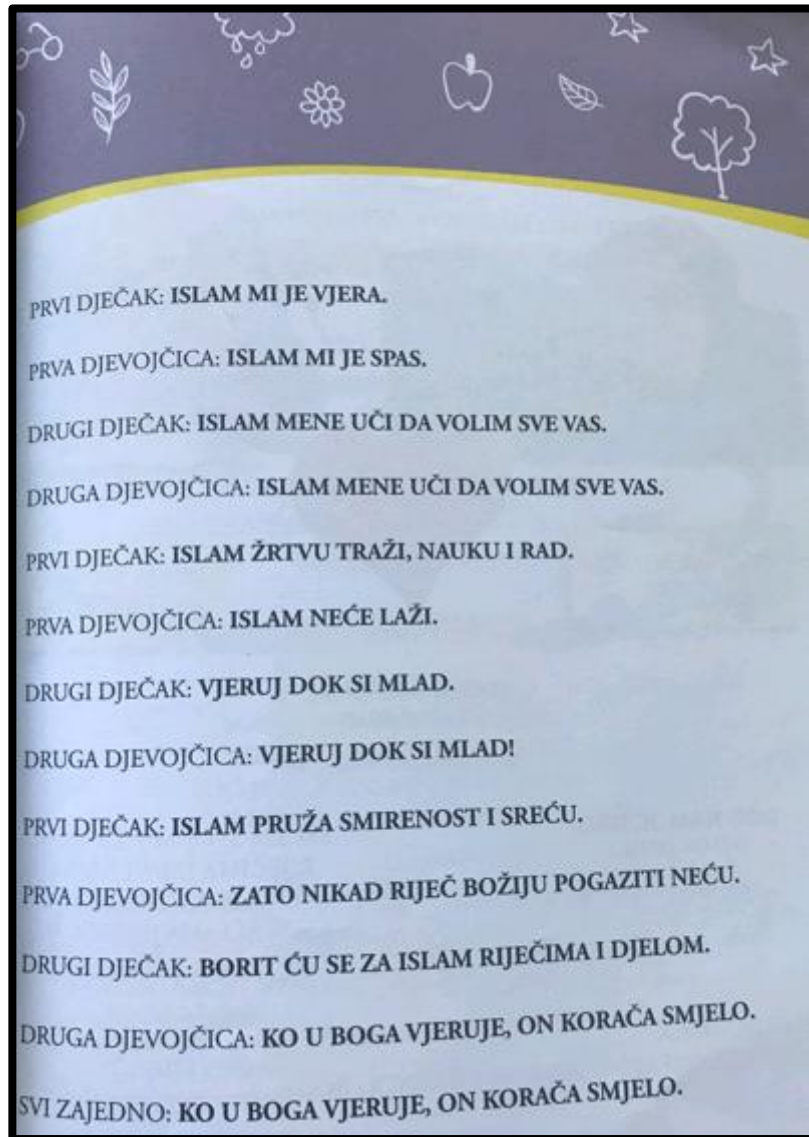 PRVI DJEČAK: ISLAM MI JE VJERA.
PRVA DJEVOJČICA: ISLAM MI JE SPAS.
DRUGI DJEČAK: ISLAM MENE UČI DA VOLIM SVE VAS.
DRUGA DJEVOJČICA: ISLAM MENE UČI DA VOLIM SVE VAS.
PRVI DJEČAK: ISLAM ŽRTVU TRAŽI, NAUKU I RAD.
PRVA DJEVOJČICA: ISLAM NEĆE LAŽI.
DRUGI DJEČAK: VJERUJ DOK SI MLAD.
DRUGA DJEVOJČICA: VJERUJ DOK SI MLAD!
PRVI DJEČAK: ISLAM PRUŽA SMIRENOST I SREĆU.
PRVA DJEVOJČICA: ZATO NIKAD RIJEČ BOŽIJU POGAZITI NEĆU.
DRUGI DJEČAK: BORIT ĆU SE ZA ISLAM RIJEČIMA I DJELOM.
DRUGA DJEVOJČICA: KO U BOGA VJERUJE, ON KORAČA SMJELO.
SVI ZAJEDNO: KO U BOGA VJERUJE, ON KORAČA SMJELO.